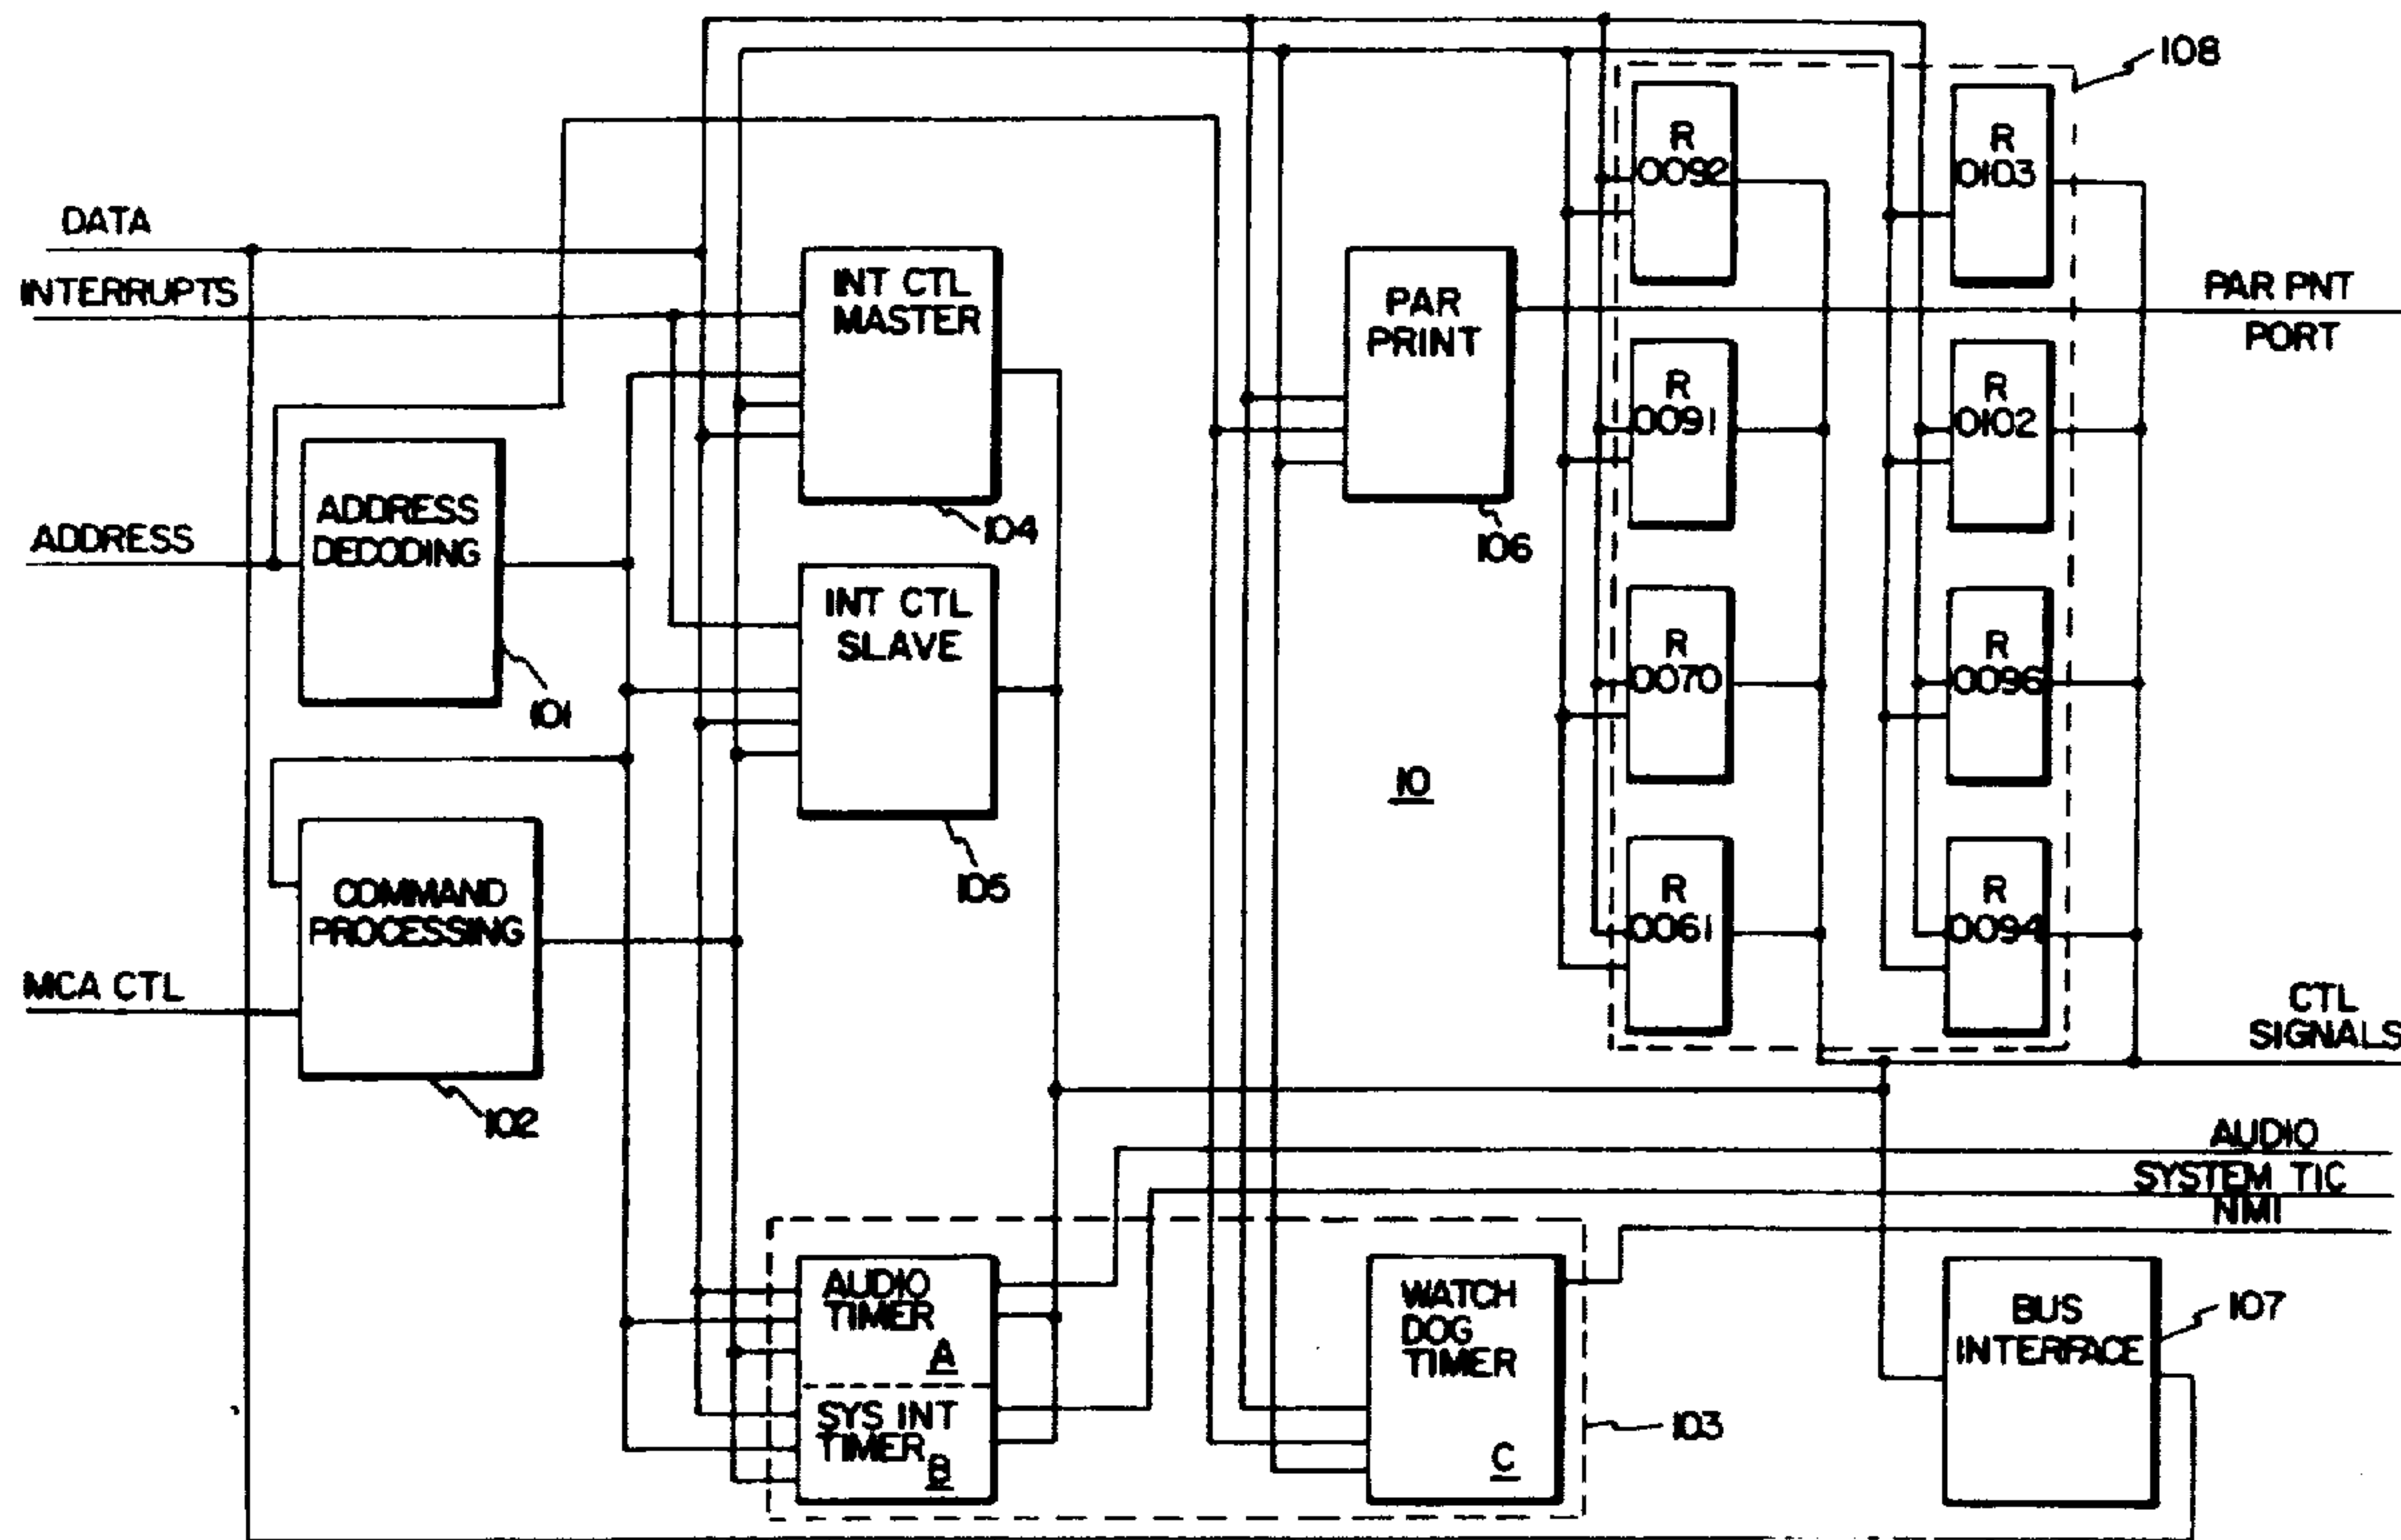 108
R
0092
R
0103
DATA
INTERRUPTS
INT CTL
MASTER
PAR
PRINT
PAR PNT
PORT
R
0091
R
0102
ADDRESS
ADDRESS
DECODING
104
106
INT CTL
SLAVE
R
0070
R
0096
101
10
COMMAND
PROCESSING
105
R
0061
R
0094
MCA CTL
CTL
SIGNALS
102
AUDIO
SYSTEM TIC
NMI
AUDIO
TIMER
A
WATCH
DOG
TIMER
BUS
INTERFACE
107
SYS INT
TIMER
B
C
103